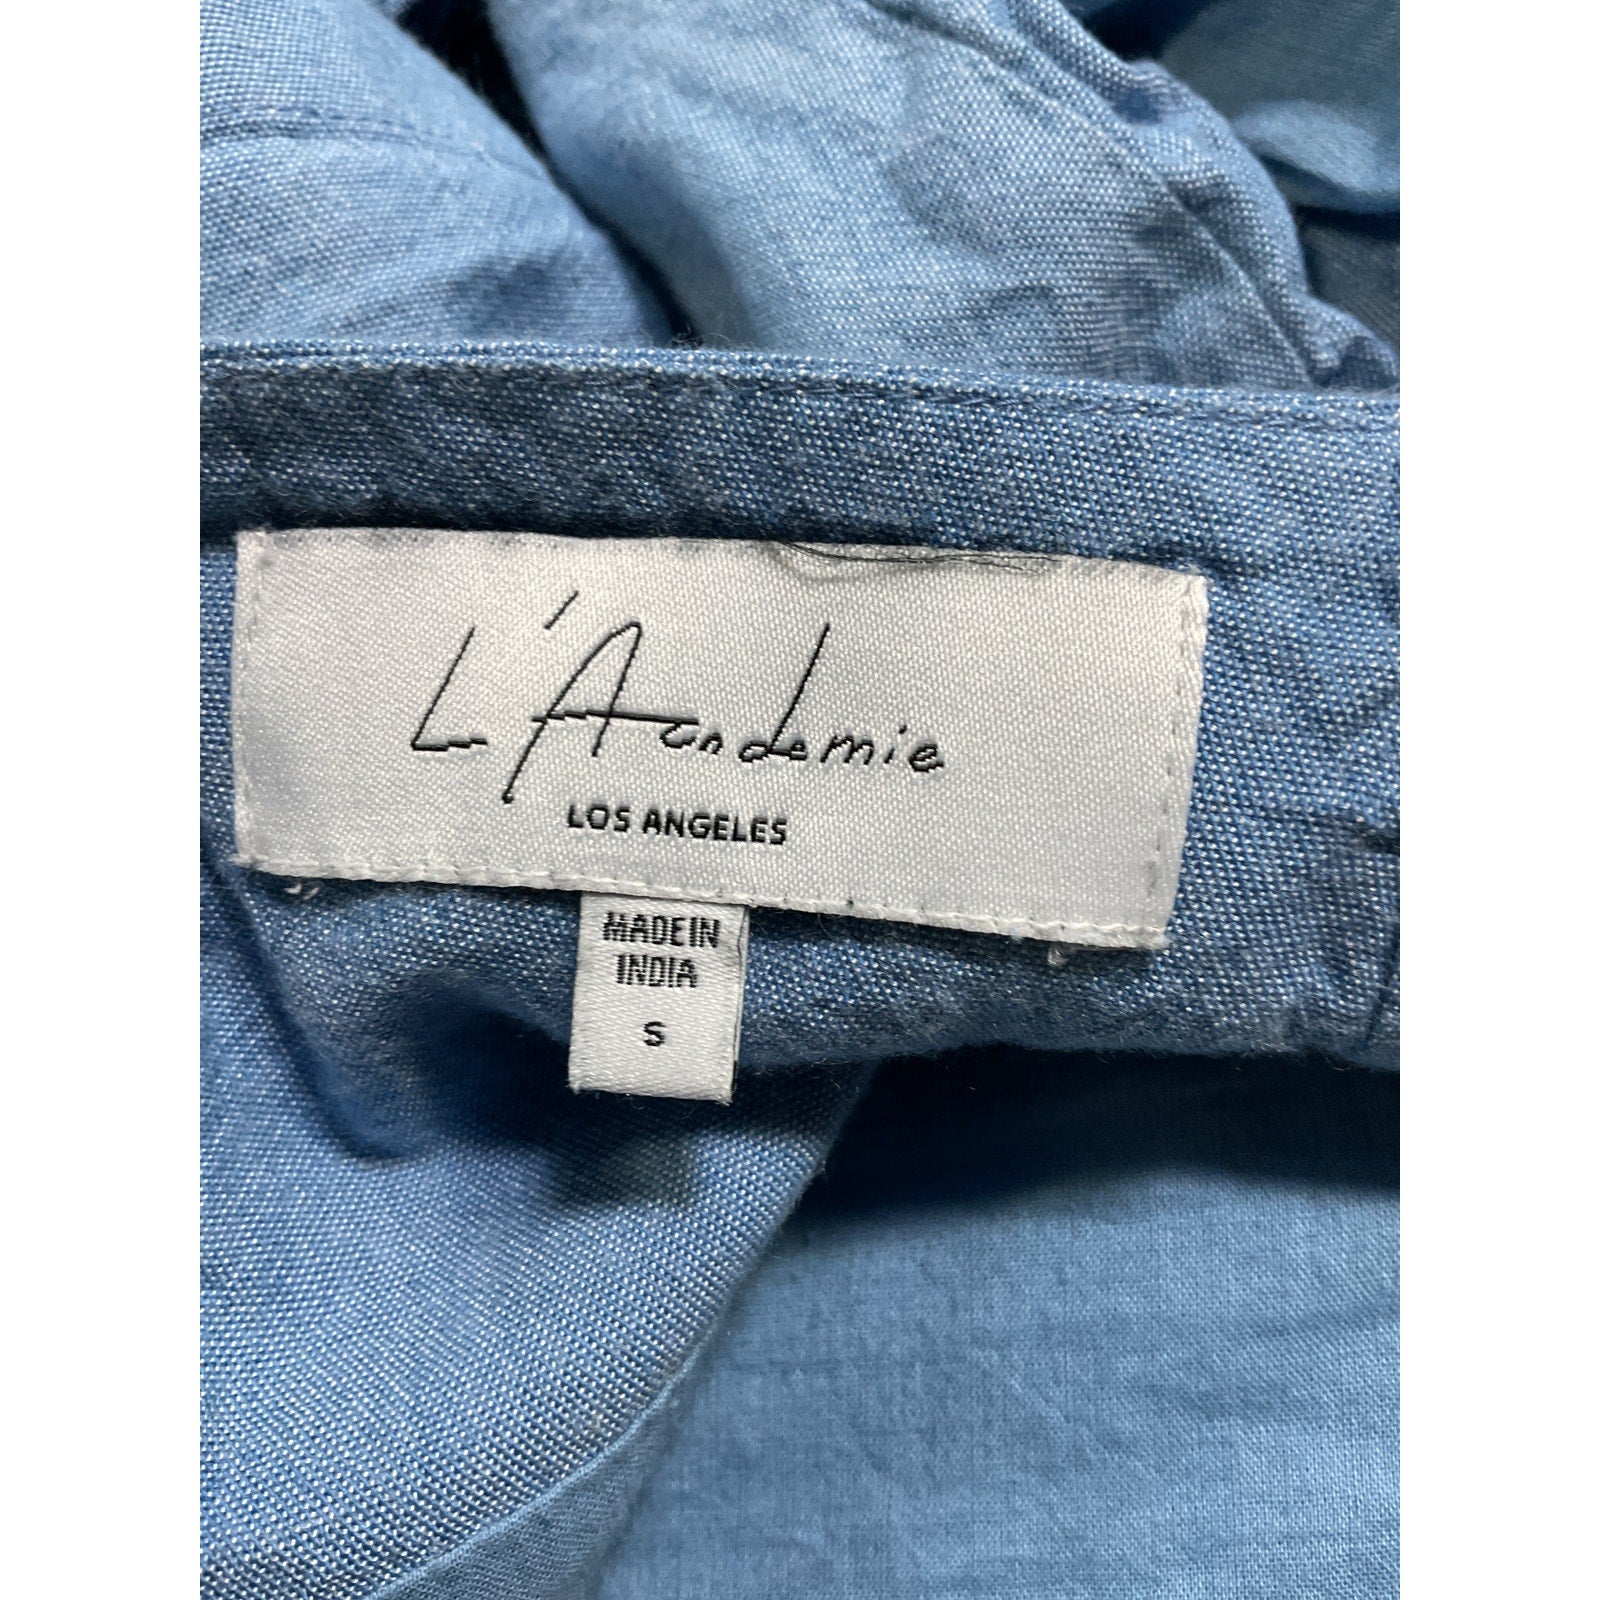 L'Academie
LOS ANGELES
MADE IN
INDIA
S